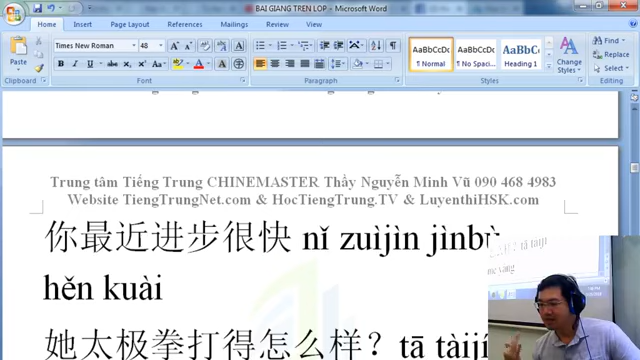 BAI GIANG TREN LOP - Microsoft Word
Home Insert Page Layout References Mailings Review View
Paste
Clipboard
Times New Roman 48
Font
Paragraph
AaBbCcDc AaBbCcDc AaBbC
¶ Normal ¶ No Spaci... Heading 1
Change Styles
Styles
Find
Replace
Select
Editing
Trung tâm Tiếng Trung CHINEMASTER Thầy Nguyễn Minh Vũ 090 468 4983
Website TiengTrungNet.com & HocTiengTrung.TV & LuyenthiHSK.com
你最近进步很快 nǐ zuìjìn jìnbù
hěn kuài
她太极拳打得怎么样？tā tàijí